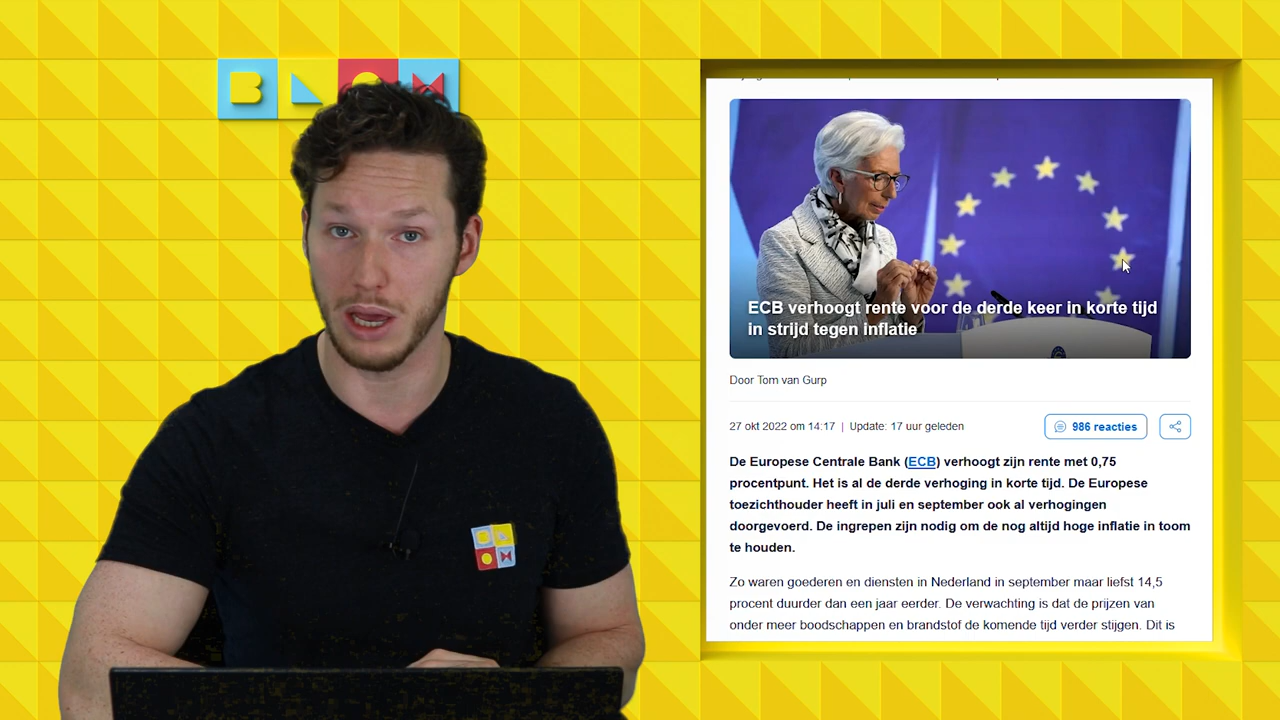 BLOM
ECB verhoogt rente voor de derde keer in korte tijd
in strijd tegen inflatie
Door Tom van Gurp
27 okt 2022 om 14:17 | Update: 17 uur geleden
986 reacties
De Europese Centrale Bank (ECB) verhoogt zijn rente met 0,75
procentpunt. Het is al de derde verhoging in korte tijd. De Europese
toezichthouder heeft in juli en september ook al verhogingen
doorgevoerd. De ingrepen zijn nodig om de nog altijd hoge inflatie in toom
te houden.
Zo waren goederen en diensten in Nederland in september maar liefst 14,5
procent duurder dan een jaar eerder. De verwachting is dat de prijzen van
onder meer boodschappen en brandstof de komende tijd verder stijgen. Dit is